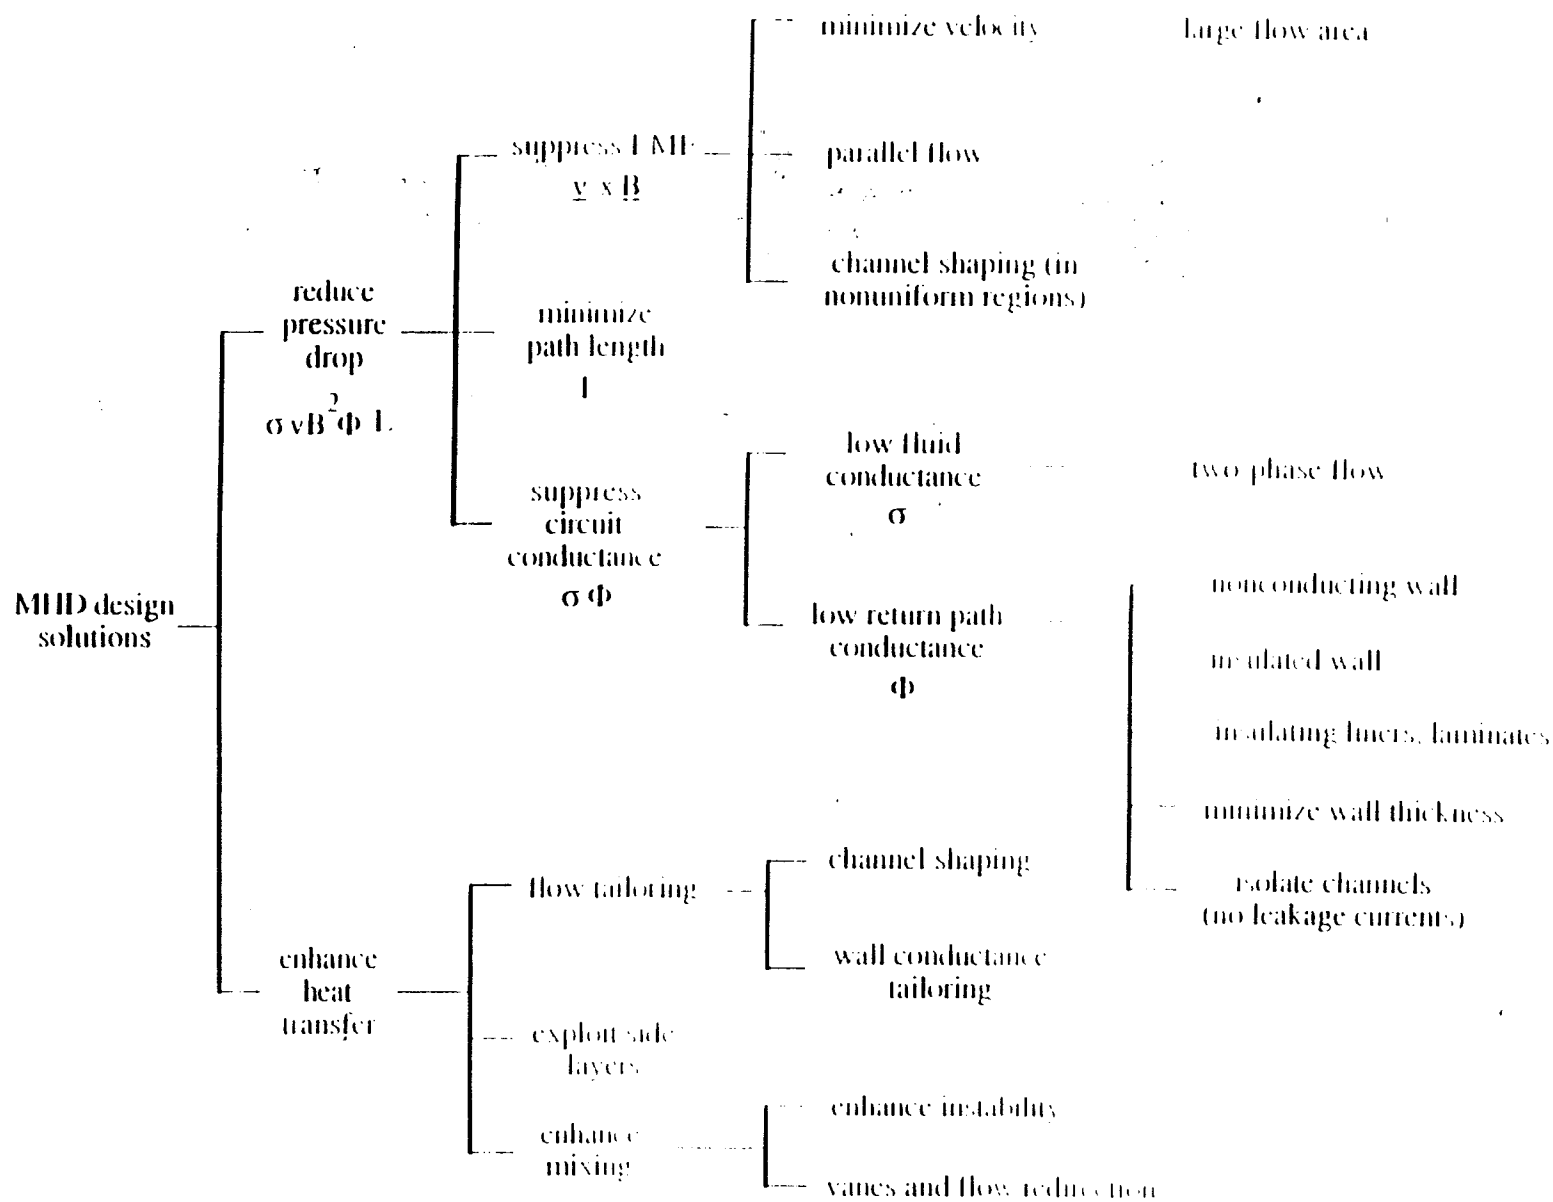 MHD design
solutions
reduce
pressure
drop
σ vB²Φ L
suppress EMF
v x B
minimize velocity
large flow area
parallel flow
channel shaping (in
nonuniform regions)
minimize
path length
L
suppress
circuit
conductance
σ Φ
low fluid
conductance
σ
two-phase flow
low return path
conductance
Φ
nonconducting wall
insulated wall
insulating liners, laminates
minimize wall thickness
isolate channels
(no leakage currents)
enhance
heat
transfer
flow tailoring
channel shaping
wall conductance
tailoring
exploit side
layers
enhance
mixing
enhance instability
vanes and flow redirection